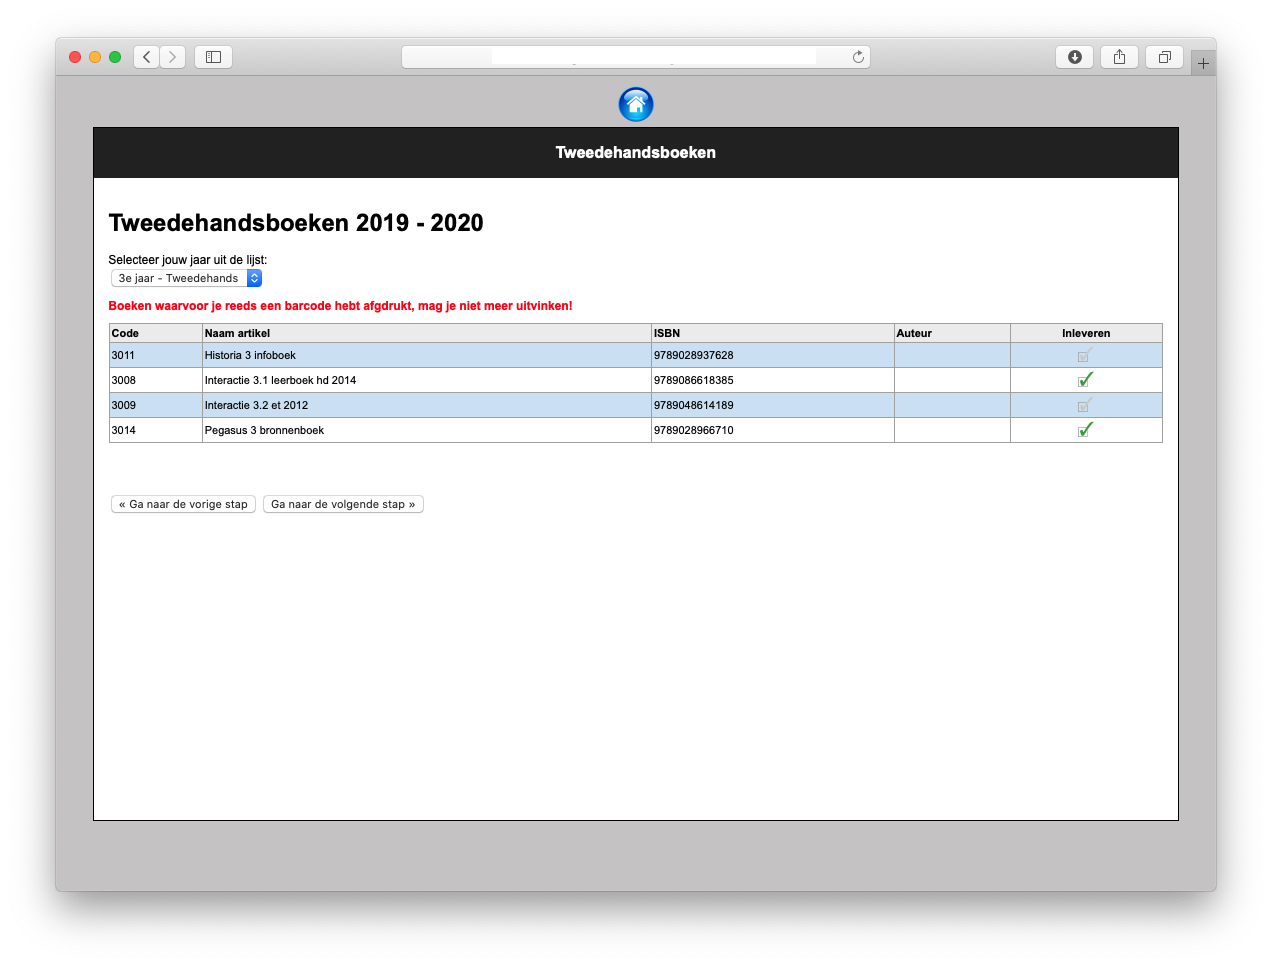 Tweedehandsboeken
Tweedehandsboeken 2019 - 2020
Selecteer jouw jaar uit de lijst:
3e jaar - Tweedehands
Boeken waarvoor je reeds een barcode hebt afgdrukt, mag je niet meer uitvinken!
Code Naam artikel ISBN Auteur Inleveren
3011 Historia 3 infoboek 9789028937628
3008 Interactie 3.1 leerboek hd 2014 9789086618385
3009 Interactie 3.2 et 2012 9789048614189
3014 Pegasus 3 bronnenboek 9789028966710
« Ga naar de vorige stap Ga naar de volgende stap »